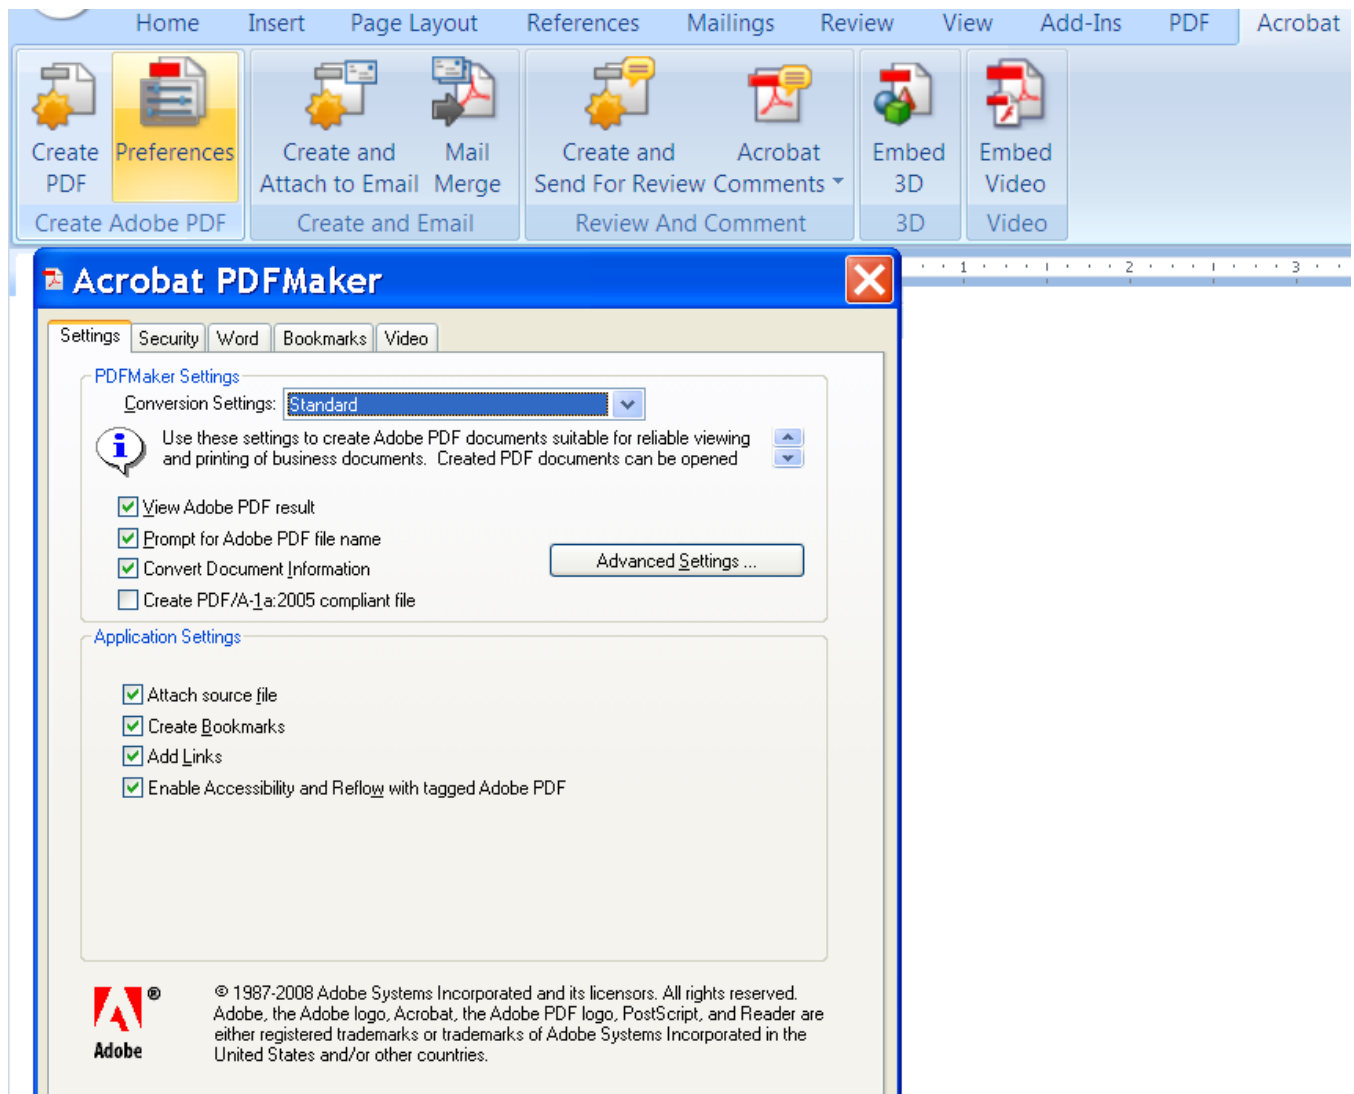 Home Insert Page Layout References Mailings Review View Add-Ins PDF Acrobat
Create PDF
Preferences
Create and Attach to Email
Mail Merge
Create and Send For Review
Acrobat Comments
Embed 3D
Embed Video
Create Adobe PDF
Create and Email
Review And Comment
3D
Video
1 2 3
Acrobat PDFMaker
Settings Security Word Bookmarks Video
PDFMaker Settings
Conversion Settings: Standard
Use these settings to create Adobe PDF documents suitable for reliable viewing
and printing of business documents. Created PDF documents can be opened
View Adobe PDF result
Prompt for Adobe PDF file name
Advanced Settings ...
Convert Document Information
Create PDF/A-1a:2005 compliant file
Application Settings
Attach source file
Create Bookmarks
Add Links
Enable Accessibility and Reflow with tagged Adobe PDF
Adobe
®
© 1987-2008 Adobe Systems Incorporated and its licensors. All rights reserved.
Adobe, the Adobe logo, Acrobat, the Adobe PDF logo, PostScript, and Reader are
either registered trademarks or trademarks of Adobe Systems Incorporated in the
United States and/or other countries.